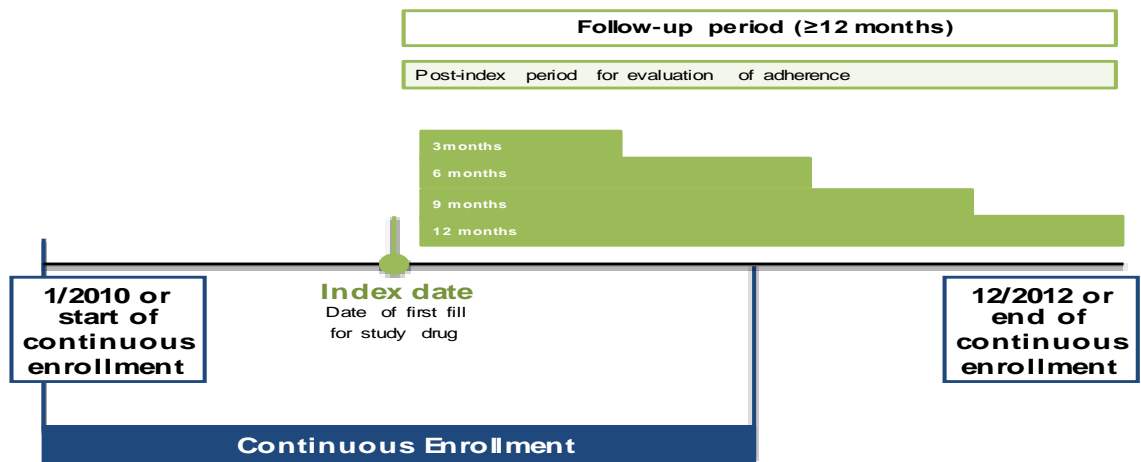 Follow-up period (≥12 months)
Post-index period for evaluation of adherence
3months
6 months
9 months
12 months
1/2010 or
start of
continuous
enrollment
Index date
Date of first fill
for study drug
12/2012 or
end of
continuous
enrollment
Continuous Enrollment